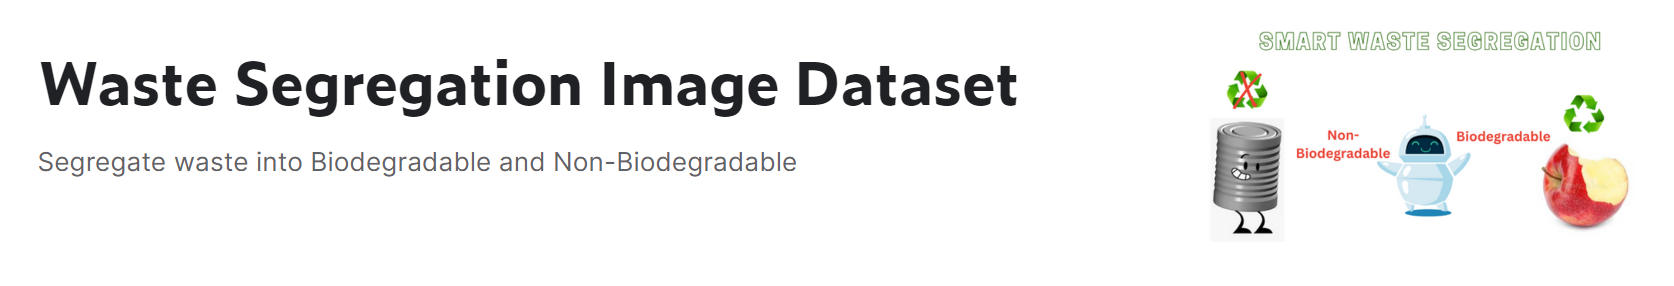 Waste Segregation Image Dataset
Segregate waste into Biodegradable and Non-Biodegradable
SMART WASTE SEGREGATION
Non-
Biodegradable
Biodegradable